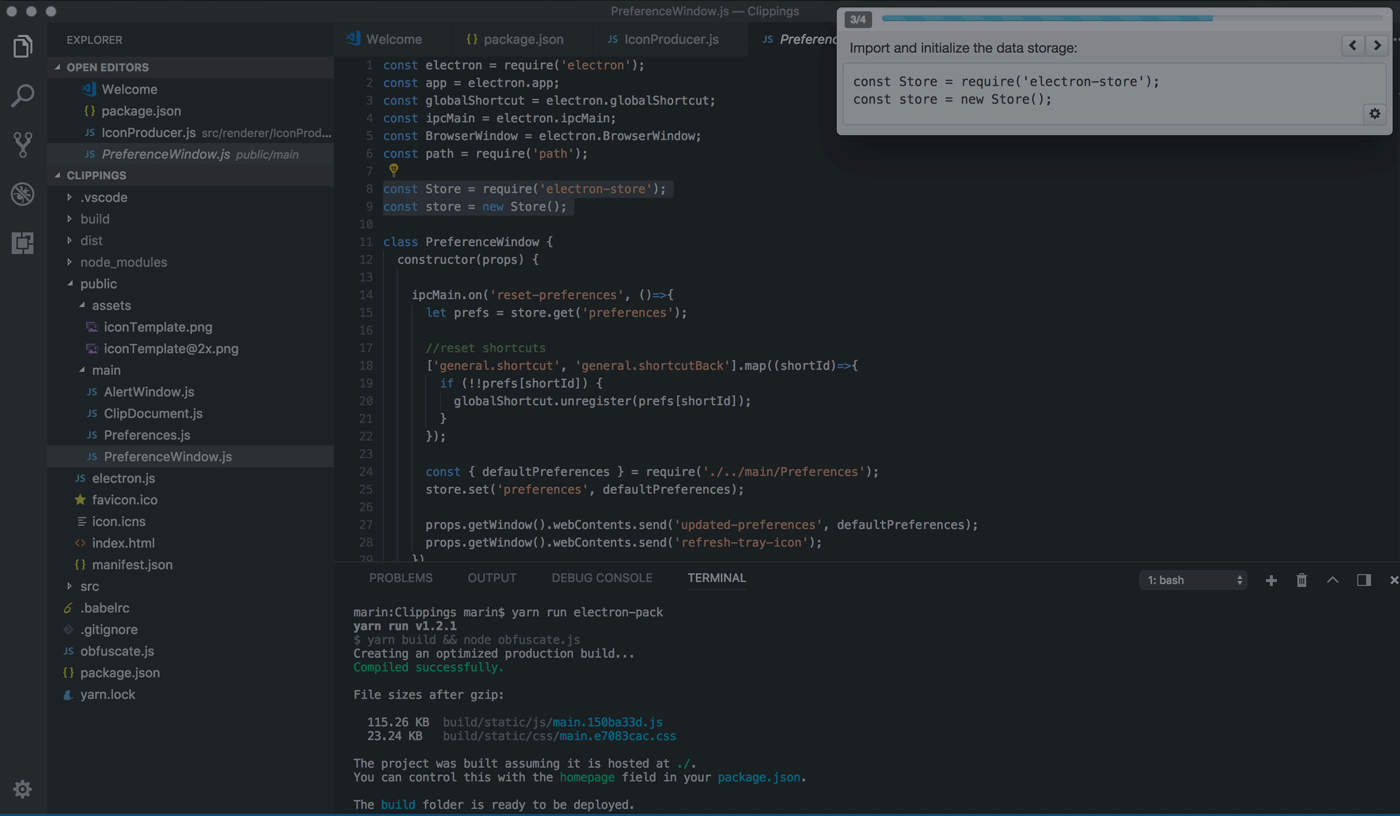 PreferenceWindow.js — Clippings
EXPLORER
OPEN EDITORS
Welcome
{} package.json
JS IconProducer.js src/renderer/IconProd...
JS PreferenceWindow.js public/main
CLIPPINGS
.vscode
build
dist
node_modules
public
assets
iconTemplate.png
iconTemplate@2x.png
main
JS AlertWindow.js
JS ClipDocument.js
JS Preferences.js
JS PreferenceWindow.js
JS electron.js
favicon.ico
icon.icns
<> index.html
{} manifest.json
src
.babelrc
.gitignore
JS obfuscate.js
{} package.json
yarn.lock
Welcome
{} package.json
JS IconProducer.js
JS Preferenc
1 const electron = require('electron');
2 const app = electron.app;
3 const globalShortcut = electron.globalShortcut;
4 const ipcMain = electron.ipcMain;
5 const BrowserWindow = electron.BrowserWindow;
6 const path = require('path');
7
8 const Store = require('electron-store');
9 const store = new Store();
10
11 class PreferenceWindow {
12 constructor(props) {
13
14 ipcMain.on('reset-preferences', ()=>{
15 let prefs = store.get('preferences');
16
17 //reset shortcuts
18 ['general.shortcut', 'general.shortcutBack'].map((shortId)=>{
19 if (!!prefs[shortId]) {
20 globalShortcut.unregister(prefs[shortId]);
21 }
22 });
23
24 const { defaultPreferences } = require('./../main/Preferences');
25 store.set('preferences', defaultPreferences);
26
27 props.getWindow().webContents.send('updated-preferences', defaultPreferences);
28 props.getWindow().webContents.send('refresh-tray-icon');
29 })
3/4
Import and initialize the data storage:
const Store = require('electron-store');
const store = new Store();
PROBLEMS OUTPUT DEBUG CONSOLE TERMINAL
1: bash
marin:Clippings marin$ yarn run electron-pack
yarn run v1.2.1
$ yarn build && node obfuscate.js
Creating an optimized production build...
Compiled successfully.
File sizes after gzip:
115.26 KB build/static/js/main.150ba33d.js
23.24 KB build/static/css/main.e7083cac.css
The project was built assuming it is hosted at ./.
You can control this with the homepage field in your package.json.
The build folder is ready to be deployed.